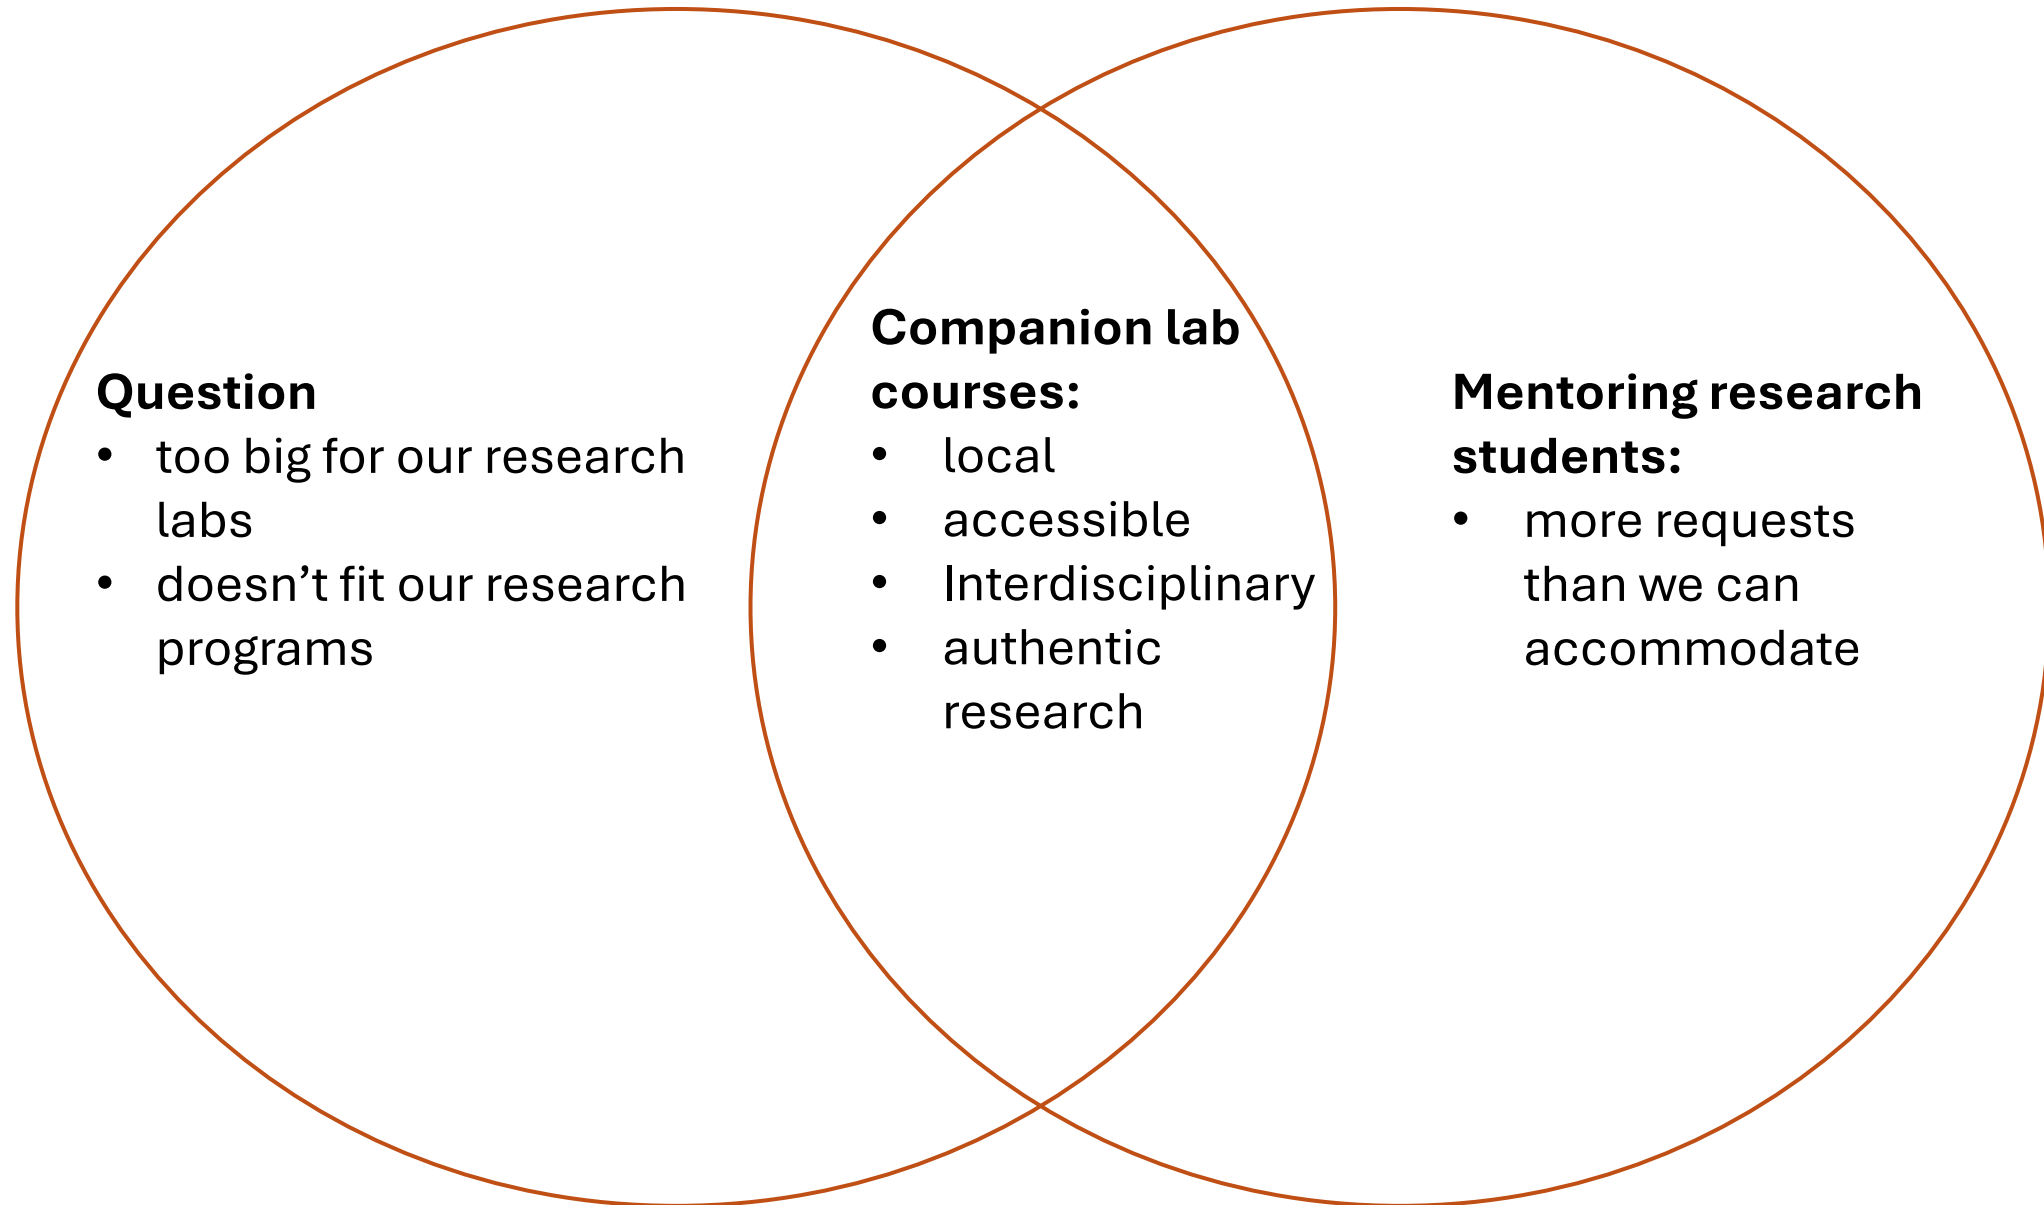 Question
• too big for our research
labs
• doesn’t fit our research
programs
Companion lab
courses:
• local
• accessible
• Interdisciplinary
• authentic
research
Mentoring research
students:
• more requests
than we can
accommodate